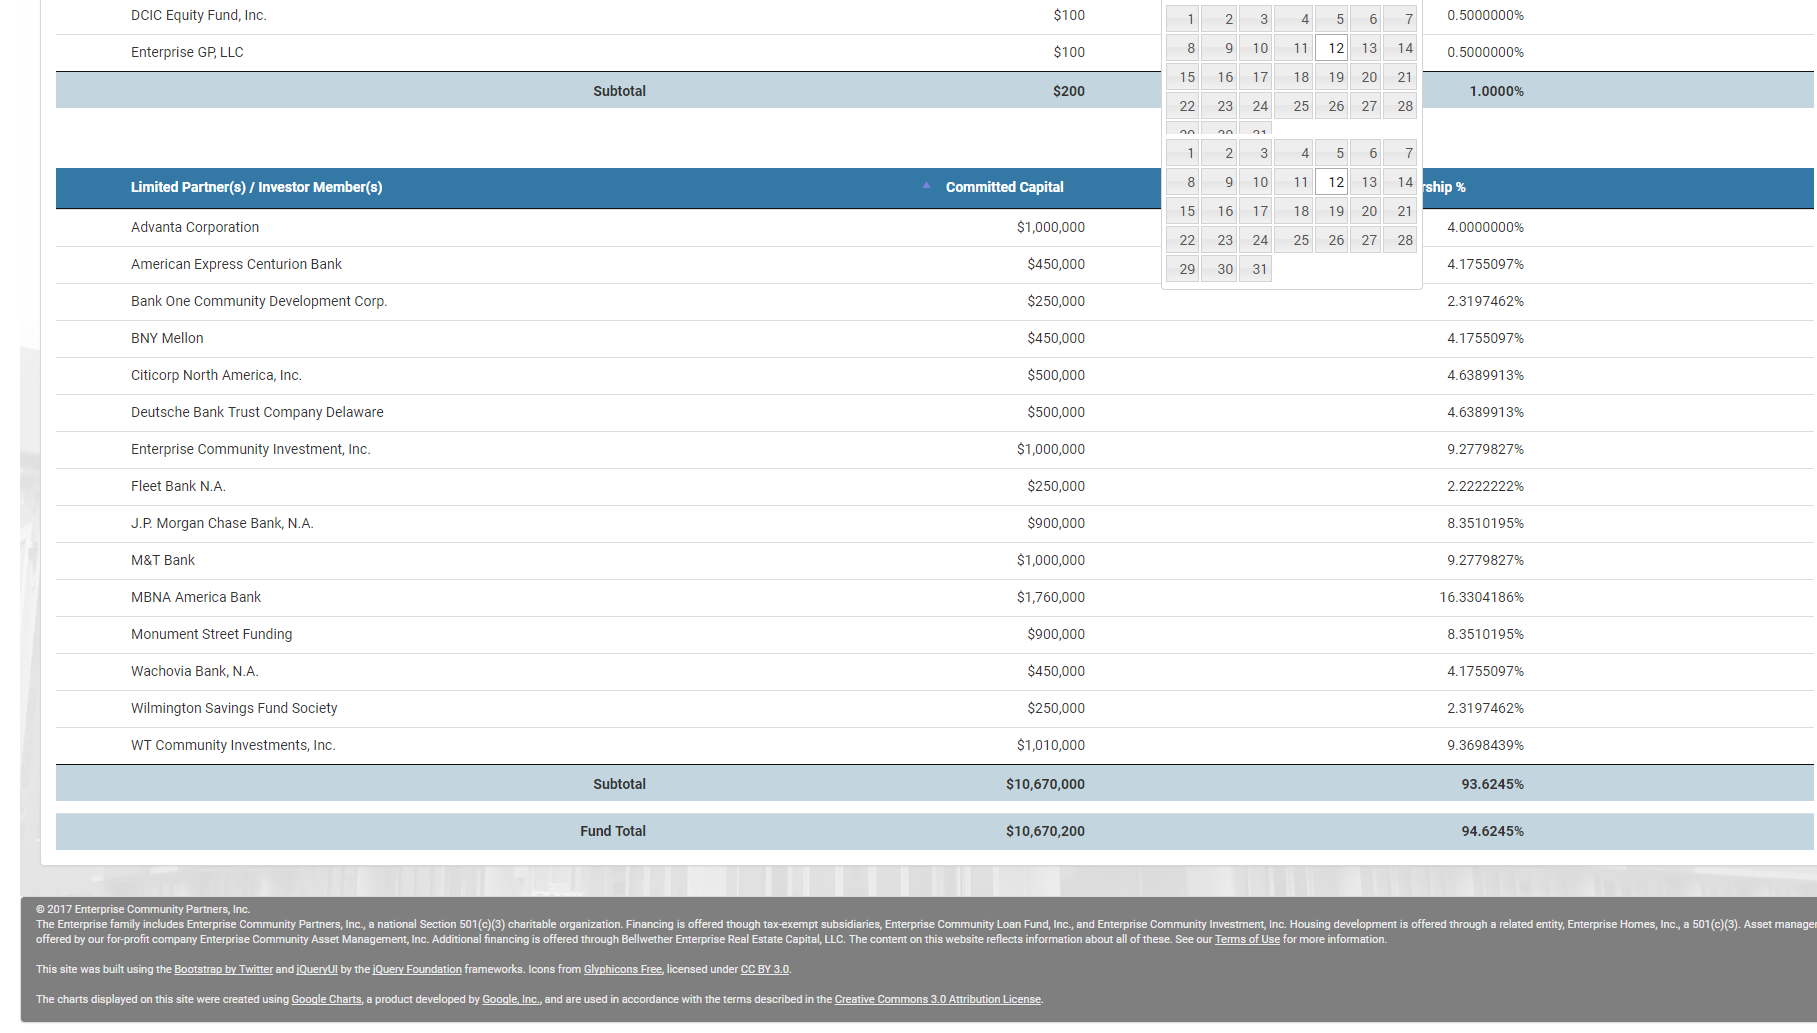 DCIC Equity Fund, Inc. $100 0.5000000%
1 2 3 4 5 6 7
Enterprise GP, LLC $100 0.5000000%
8 9 10 11 12 13 14
15 16 17 18 19 20 21
Subtotal $200 1.0000%
22 23 24 25 26 27 28
29 30 31
1 2 3 4 5 6 7
Limited Partner(s) / Investor Member(s) Committed Capital rship %
8 9 10 11 12 13 14
15 16 17 18 19 20 21
Advanta Corporation $1,000,000 4.0000000%
22 23 24 25 26 27 28
American Express Centurion Bank $450,000 4.1755097%
29 30 31
Bank One Community Development Corp. $250,000 2.3197462%
BNY Mellon $450,000 4.1755097%
Citicorp North America, Inc. $500,000 4.6389913%
Deutsche Bank Trust Company Delaware $500,000 4.6389913%
Enterprise Community Investment, Inc. $1,000,000 9.2779827%
Fleet Bank N.A. $250,000 2.2222222%
J.P. Morgan Chase Bank, N.A. $900,000 8.3510195%
M&T Bank $1,000,000 9.2779827%
MBNA America Bank $1,760,000 16.3304186%
Monument Street Funding $900,000 8.3510195%
Wachovia Bank, N.A. $450,000 4.1755097%
Wilmington Savings Fund Society $250,000 2.3197462%
WT Community Investments, Inc. $1,010,000 9.3698439%
Subtotal $10,670,000 93.6245%
Fund Total $10,670,200 94.6245%
© 2017 Enterprise Community Partners, Inc.
The Enterprise family includes Enterprise Community Partners, Inc., a national Section 501(c)(3) charitable organization. Financing is offered though tax-exempt subsidiaries, Enterprise Community Loan Fund, Inc., and Enterprise Community Investment, Inc. Housing development is offered through a related entity, Enterprise Homes, Inc., a 501(c)(3). Asset manager
offered by our for-profit company Enterprise Community Asset Management, Inc. Additional financing is offered through Bellwether Enterprise Real Estate Capital, LLC. The content on this website reflects information about all of these. See our Terms of Use for more information.
This site was built using the Bootstrap by Twitter and jQueryUI by the jQuery Foundation frameworks. Icons from Glyphicons Free, licensed under CC BY 3.0.
The charts displayed on this site were created using Google Charts, a product developed by Google, Inc., and are used in accordance with the terms described in the Creative Commons 3.0 Attribution License.